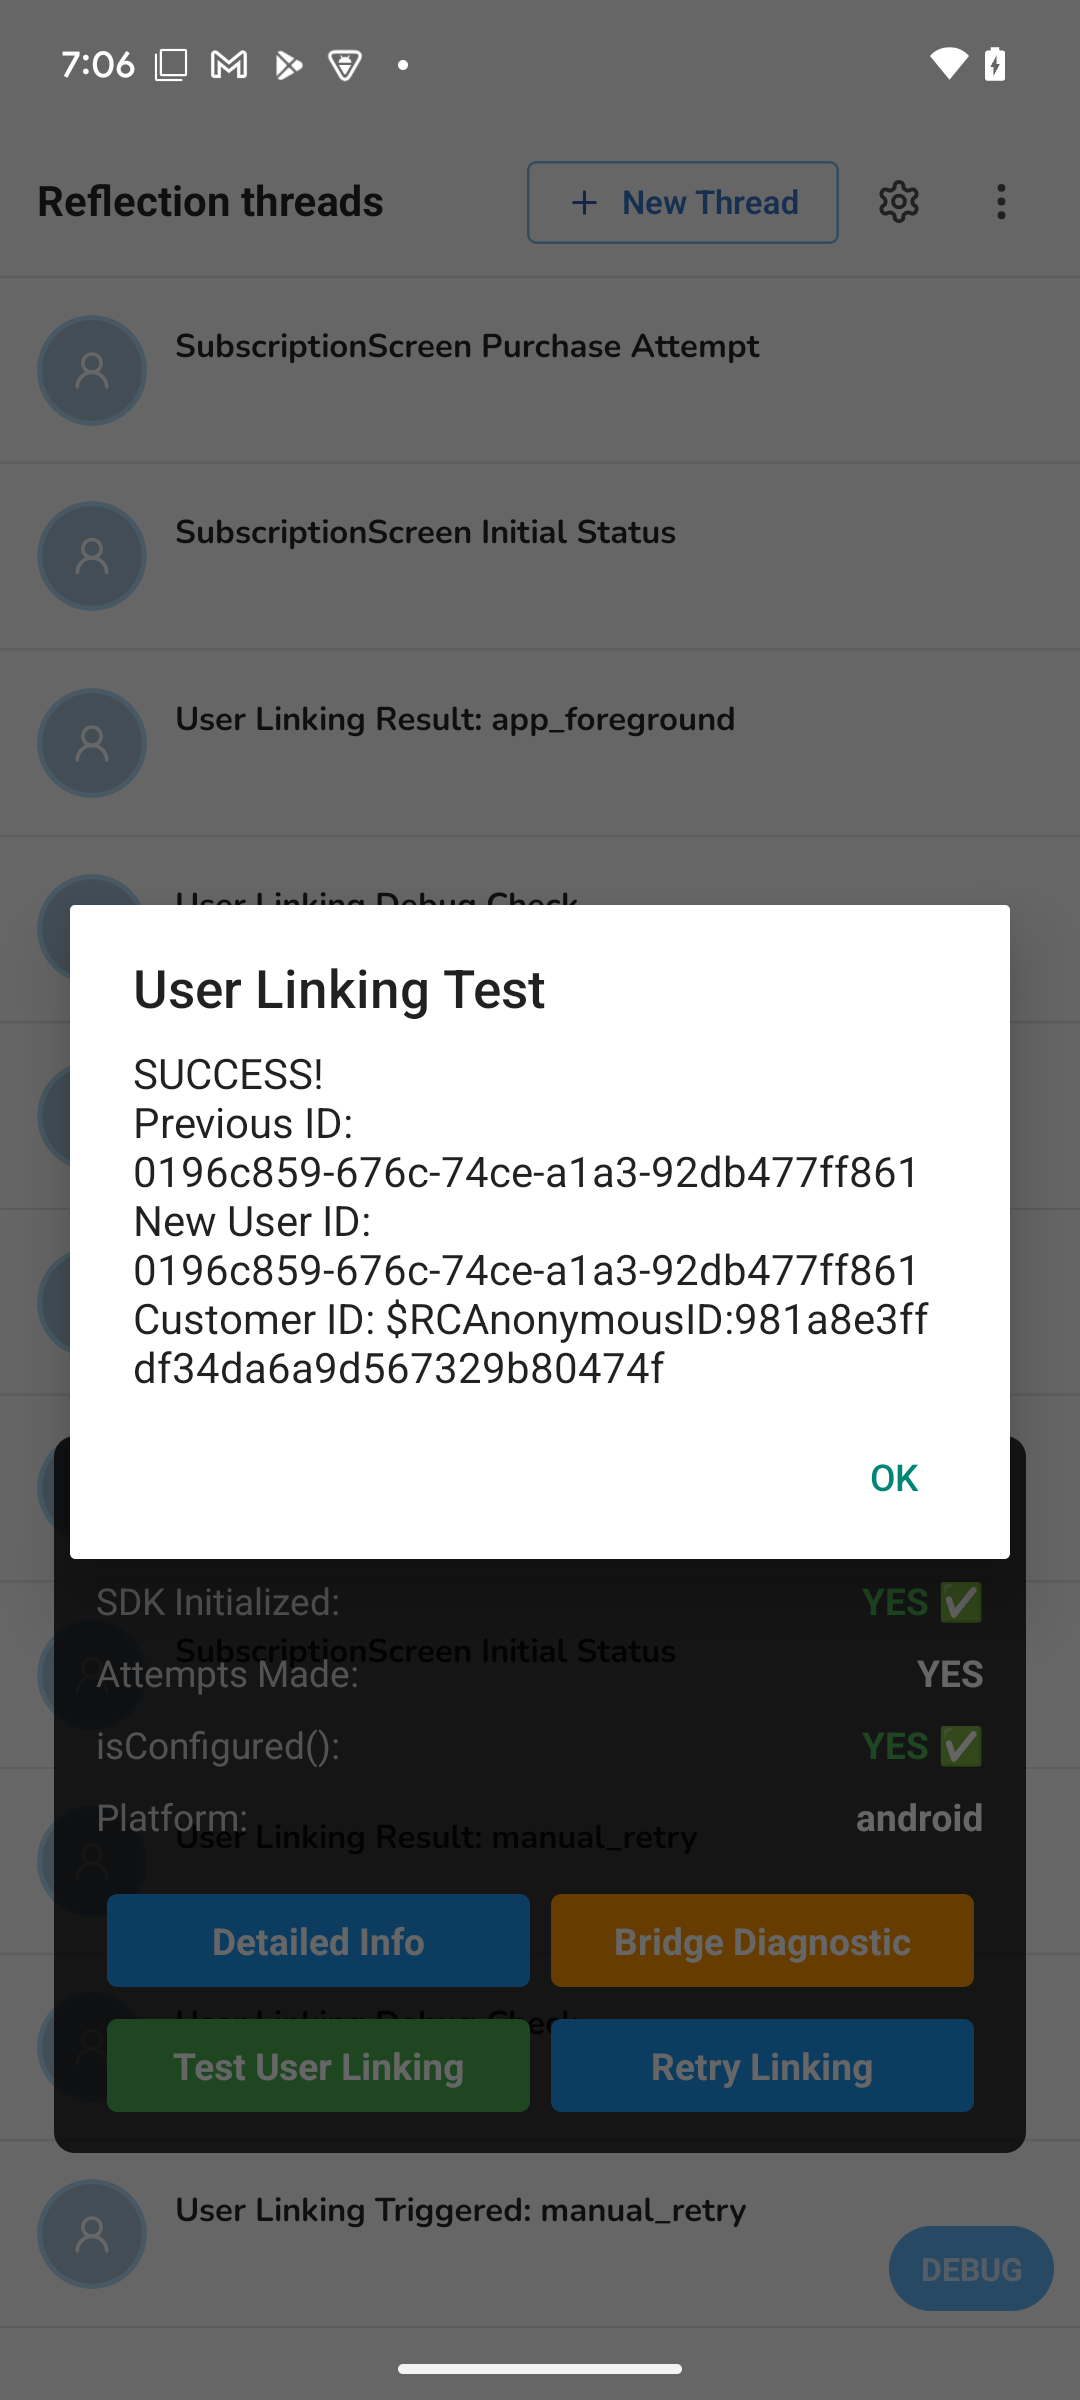 7:06
Reflection threads
+ New Thread
SubscriptionScreen Purchase Attempt
SubscriptionScreen Initial Status
User Linking Result: app_foreground
User Linking Debug Check
User Linking Test
SUCCESS!
Previous ID:
0196c859-676c-74ce-a1a3-92db477ff861
New User ID:
0196c859-676c-74ce-a1a3-92db477ff861
Customer ID: $RCAnonymousID:981a8e3ff
df34da6a9d567329b80474f
OK
SDK Initialized: YES ✅
SubscriptionScreen Initial Status
Attempts Made: YES
isConfigured(): YES ✅
Platform: android
User Linking Result: manual_retry
Detailed Info
Bridge Diagnostic
User Linking Debug Check
Test User Linking
Retry Linking
User Linking Triggered: manual_retry
DEBUG